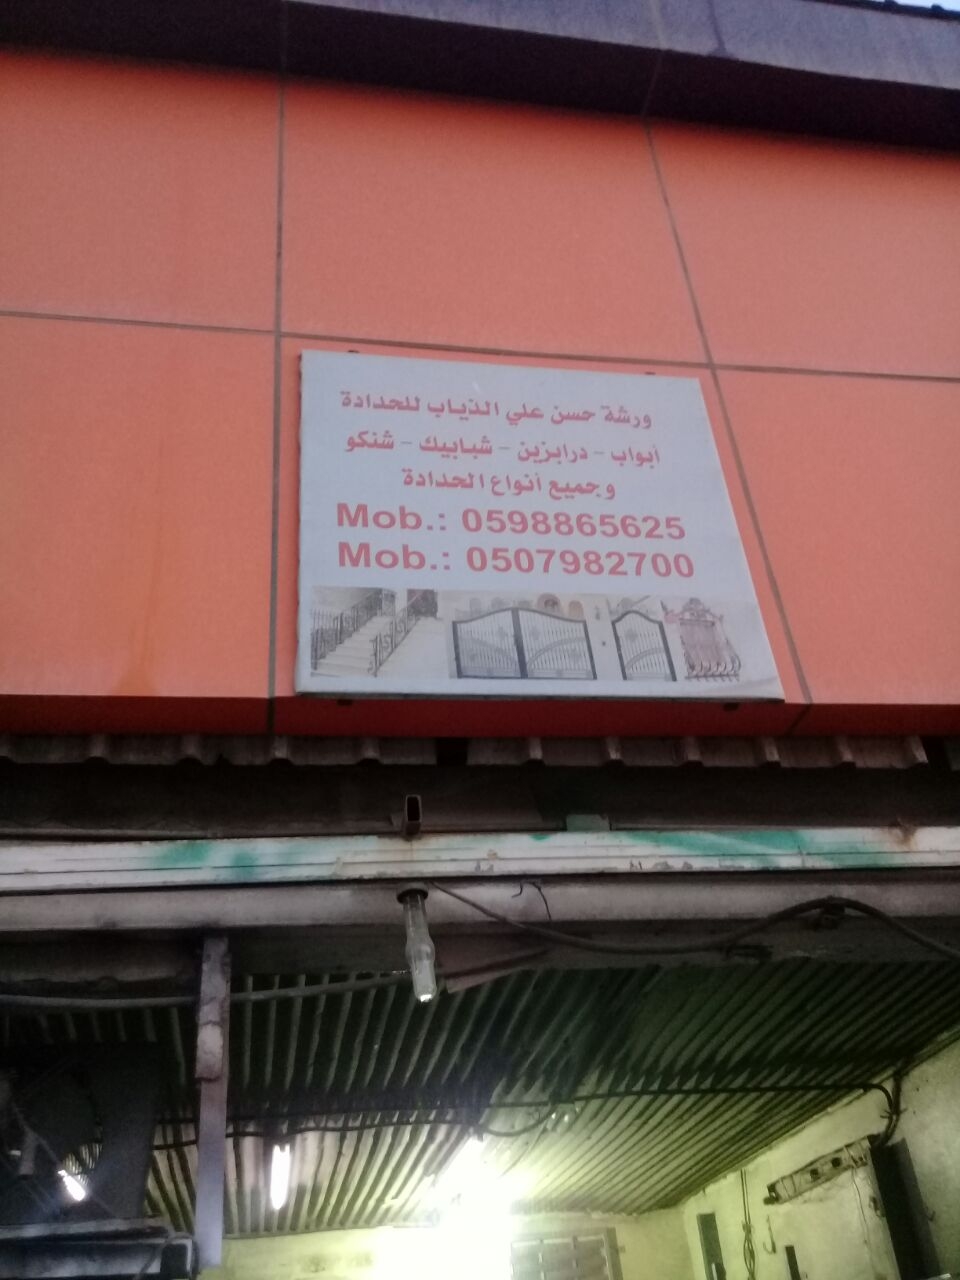 ورشة حسن علي الذياب للحدادة
أبواب - درابزين - شبابيك - شنكو
وجميع أنواع الحدادة
Mob.: 0598865625
Mob.: 0507982700